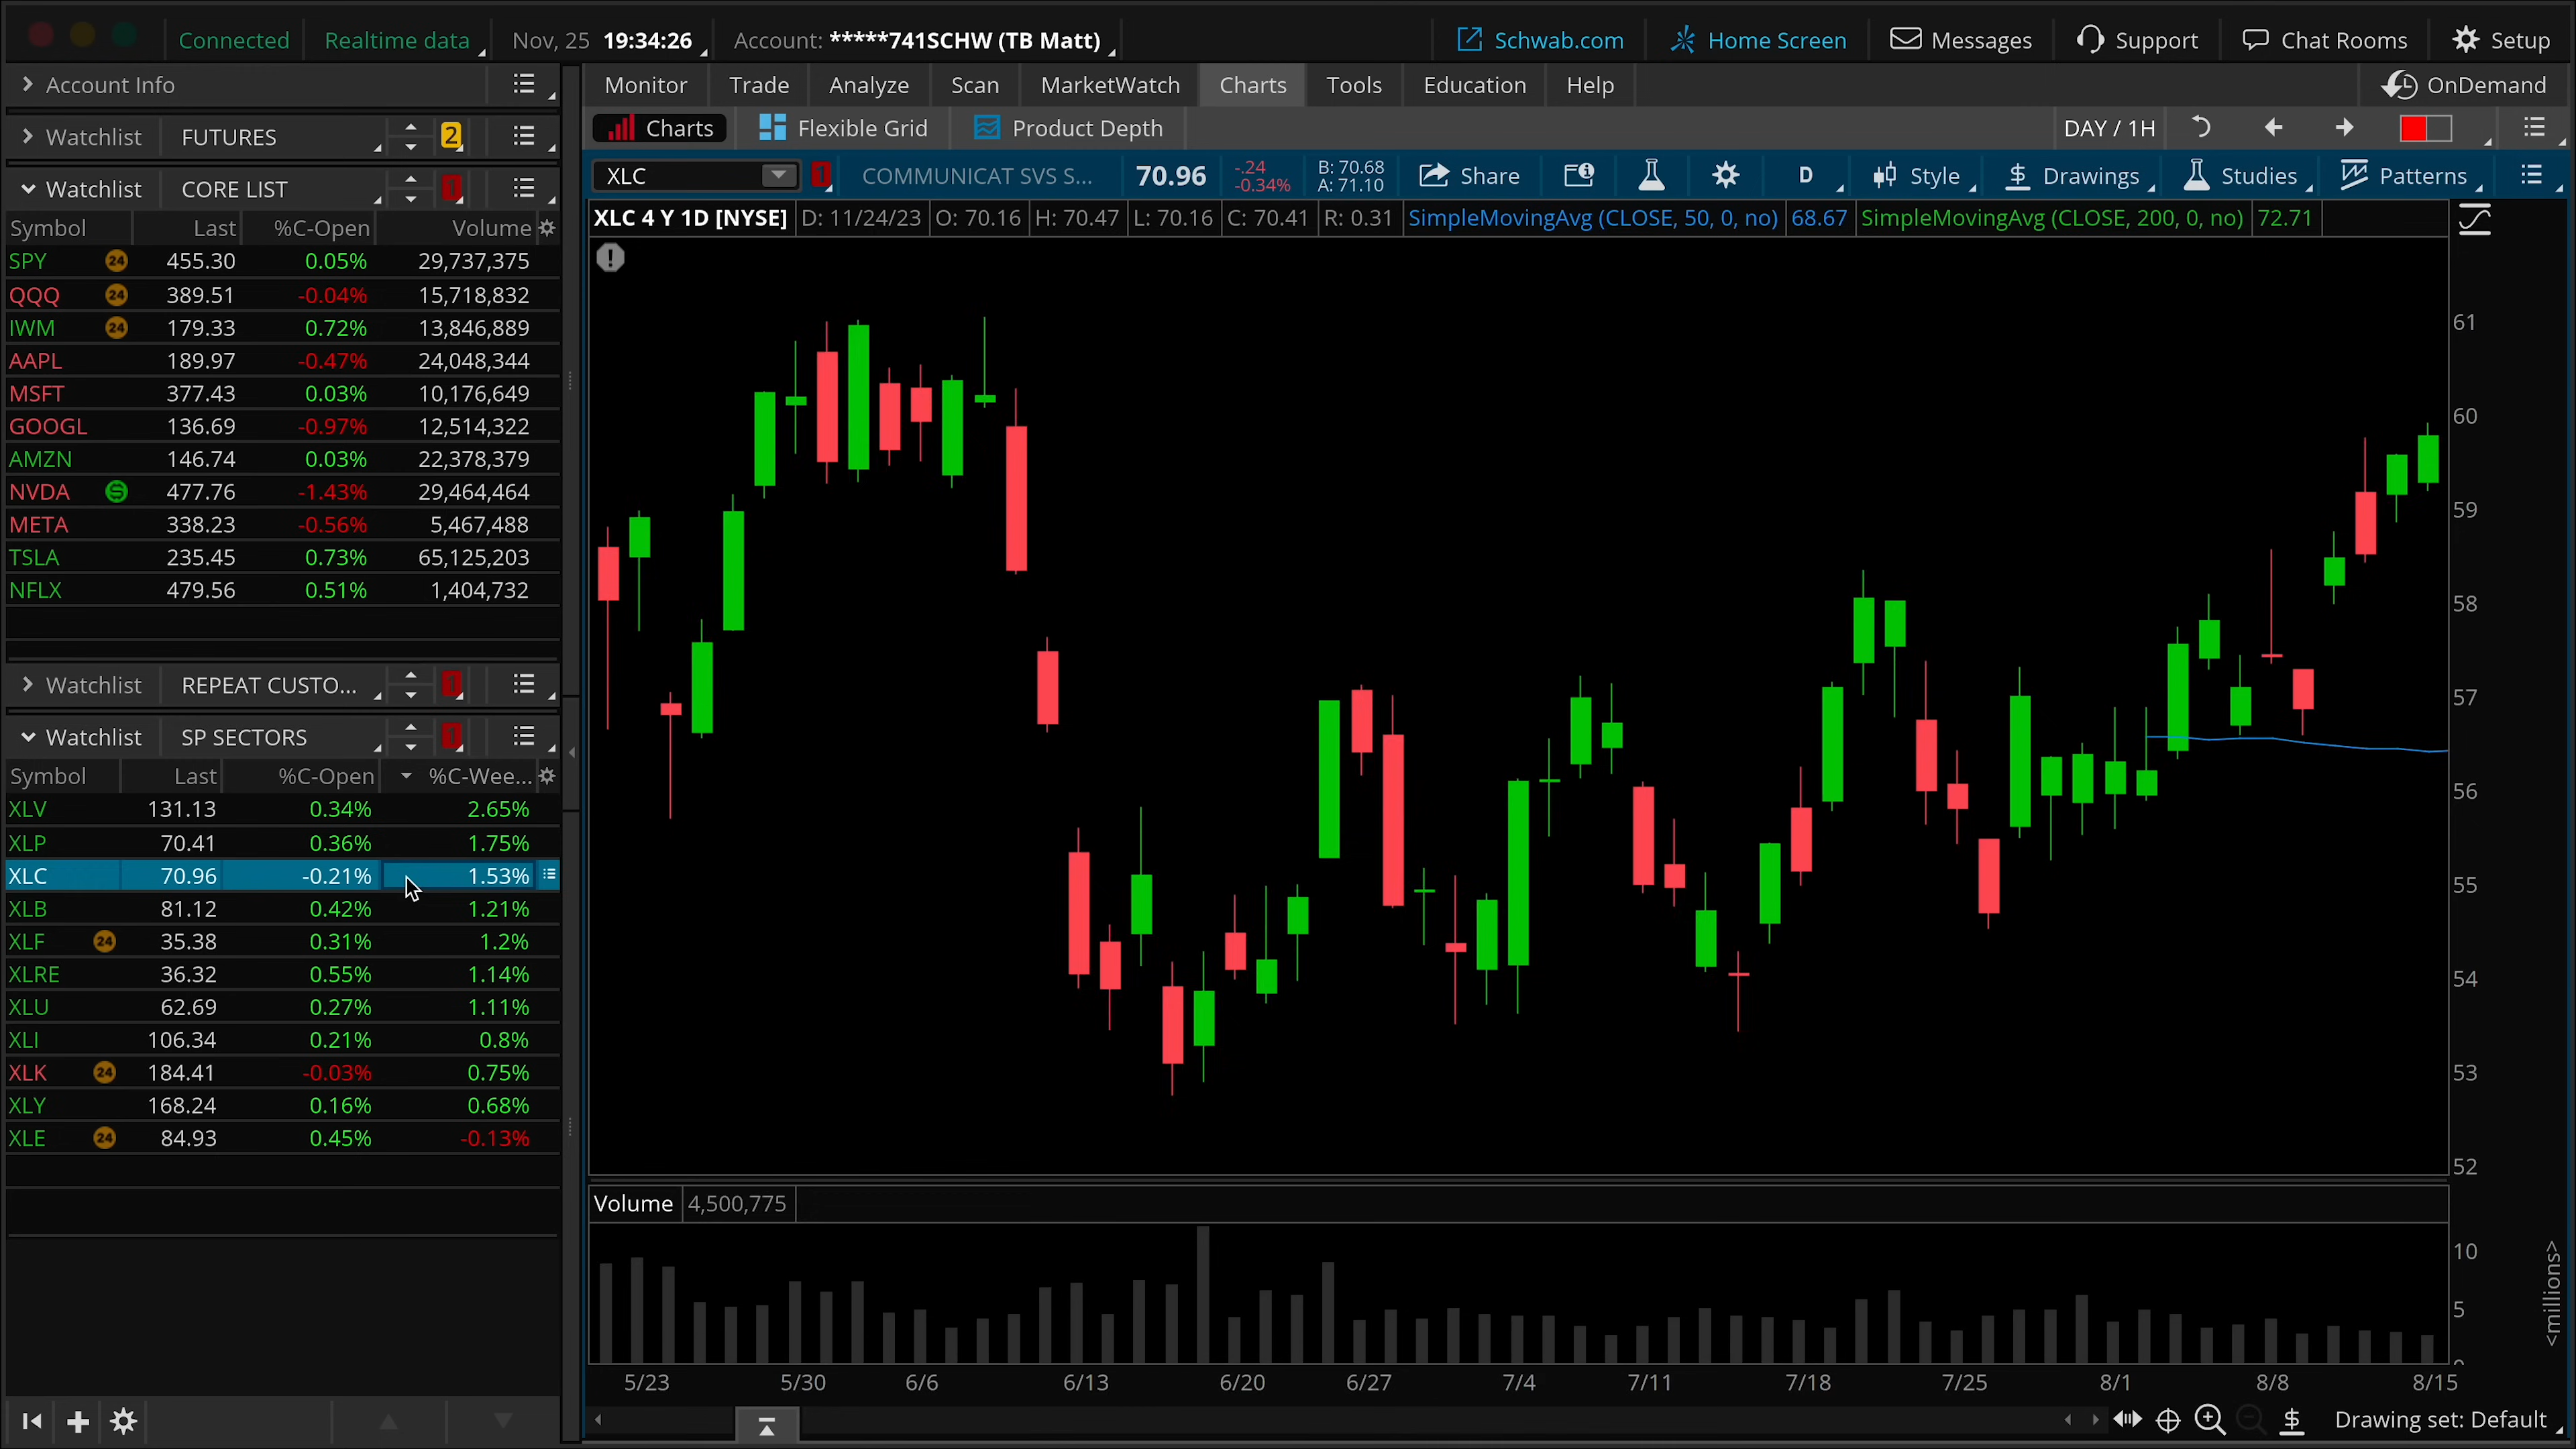 Connected Realtime data Nov, 25 19:34:26 Account: *****741SCHW (TB Matt) Schwab.com Home Screen Messages Support Chat Rooms Setup
Account Info
Monitor Trade Analyze Scan MarketWatch Charts Tools Education Help OnDemand
Watchlist FUTURES 2
Charts Flexible Grid Product Depth DAY / 1H
Watchlist CORE LIST 1
XLC 1 COMMUNICAT SVS S... 70.96 -.24 -0.34% B: 70.68 A: 71.10 Share D Style Drawings Studies Patterns
XLC 4 Y 1D [NYSE] D: 11/24/23 O: 70.16 H: 70.47 L: 70.16 C: 70.41 R: 0.31 SimpleMovingAvg (CLOSE, 50, 0, no) 68.67 SimpleMovingAvg (CLOSE, 200, 0, no) 72.71
Symbol Last %C-Open Volume
SPY 24 455.30 0.05% 29,737,375
QQQ 24 389.51 -0.04% 15,718,832
IWM 24 179.33 0.72% 13,846,889
AAPL 189.97 -0.47% 24,048,344
MSFT 377.43 0.03% 10,176,649
GOOGL 136.69 -0.97% 12,514,322
AMZN 146.74 0.03% 22,378,379
NVDA 477.76 -1.43% 29,464,464
META 338.23 -0.56% 5,467,488
TSLA 235.45 0.73% 65,125,203
NFLX 479.56 0.51% 1,404,732
Watchlist REPEAT CUSTO... 1
Watchlist SP SECTORS 1
Symbol Last %C-Open %C-Wee...
XLV 131.13 0.34% 2.65%
XLP 70.41 0.36% 1.75%
XLC 70.96 -0.21% 1.53%
XLB 81.12 0.42% 1.21%
XLF 24 35.38 0.31% 1.2%
XLRE 36.32 0.55% 1.14%
XLU 62.69 0.27% 1.11%
XLI 106.34 0.21% 0.8%
XLK 24 184.41 -0.03% 0.75%
XLY 168.24 0.16% 0.68%
XLE 24 84.93 0.45% -0.13%
61
60
59
58
57
56
55
54
53
52
Volume 4,500,775
10
5
<millions>
5/23 5/30 6/6 6/13 6/20 6/27 7/4 7/11 7/18 7/25 8/1 8/8 8/15
Drawing set: Default